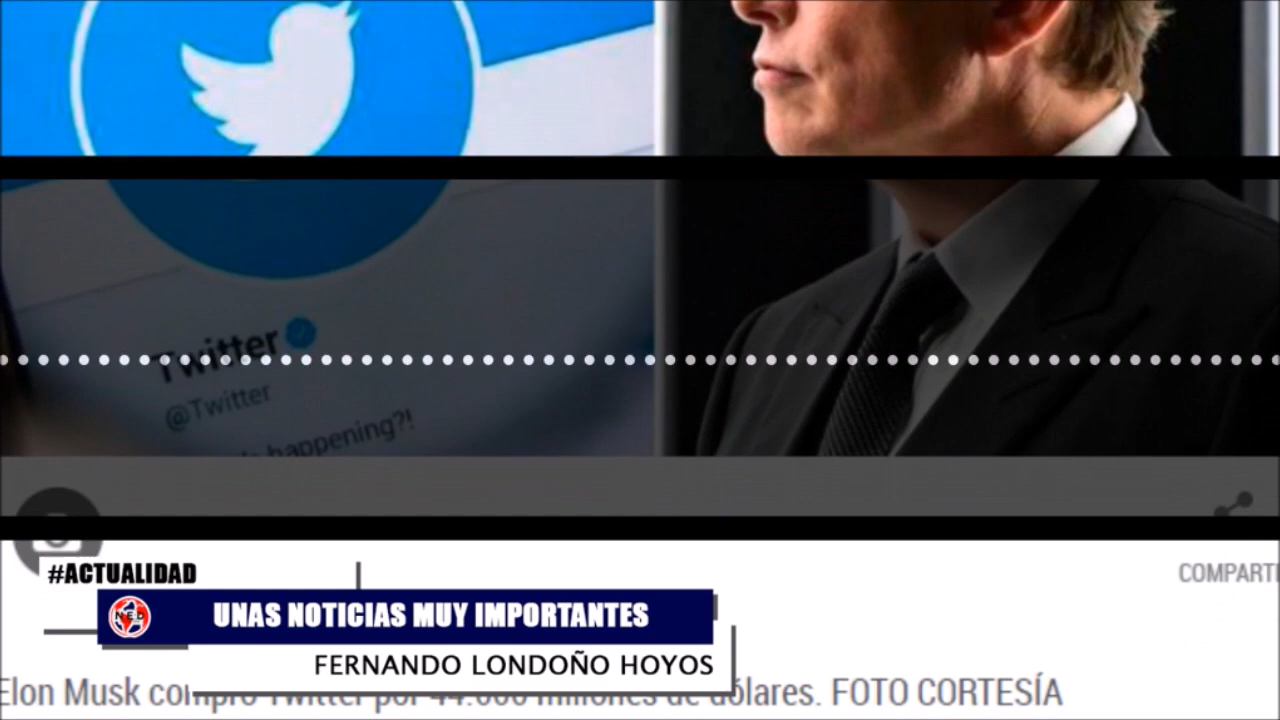 Twitter
@Twitter
happening?!
#ACTUALIDAD
COMPARTI
UNAS NOTICIAS MUY IMPORTANTES
FERNANDO LONDOÑO HOYOS
Elon Musk compró Twitter por 44.000 millones de dólares. FOTO CORTESÍA